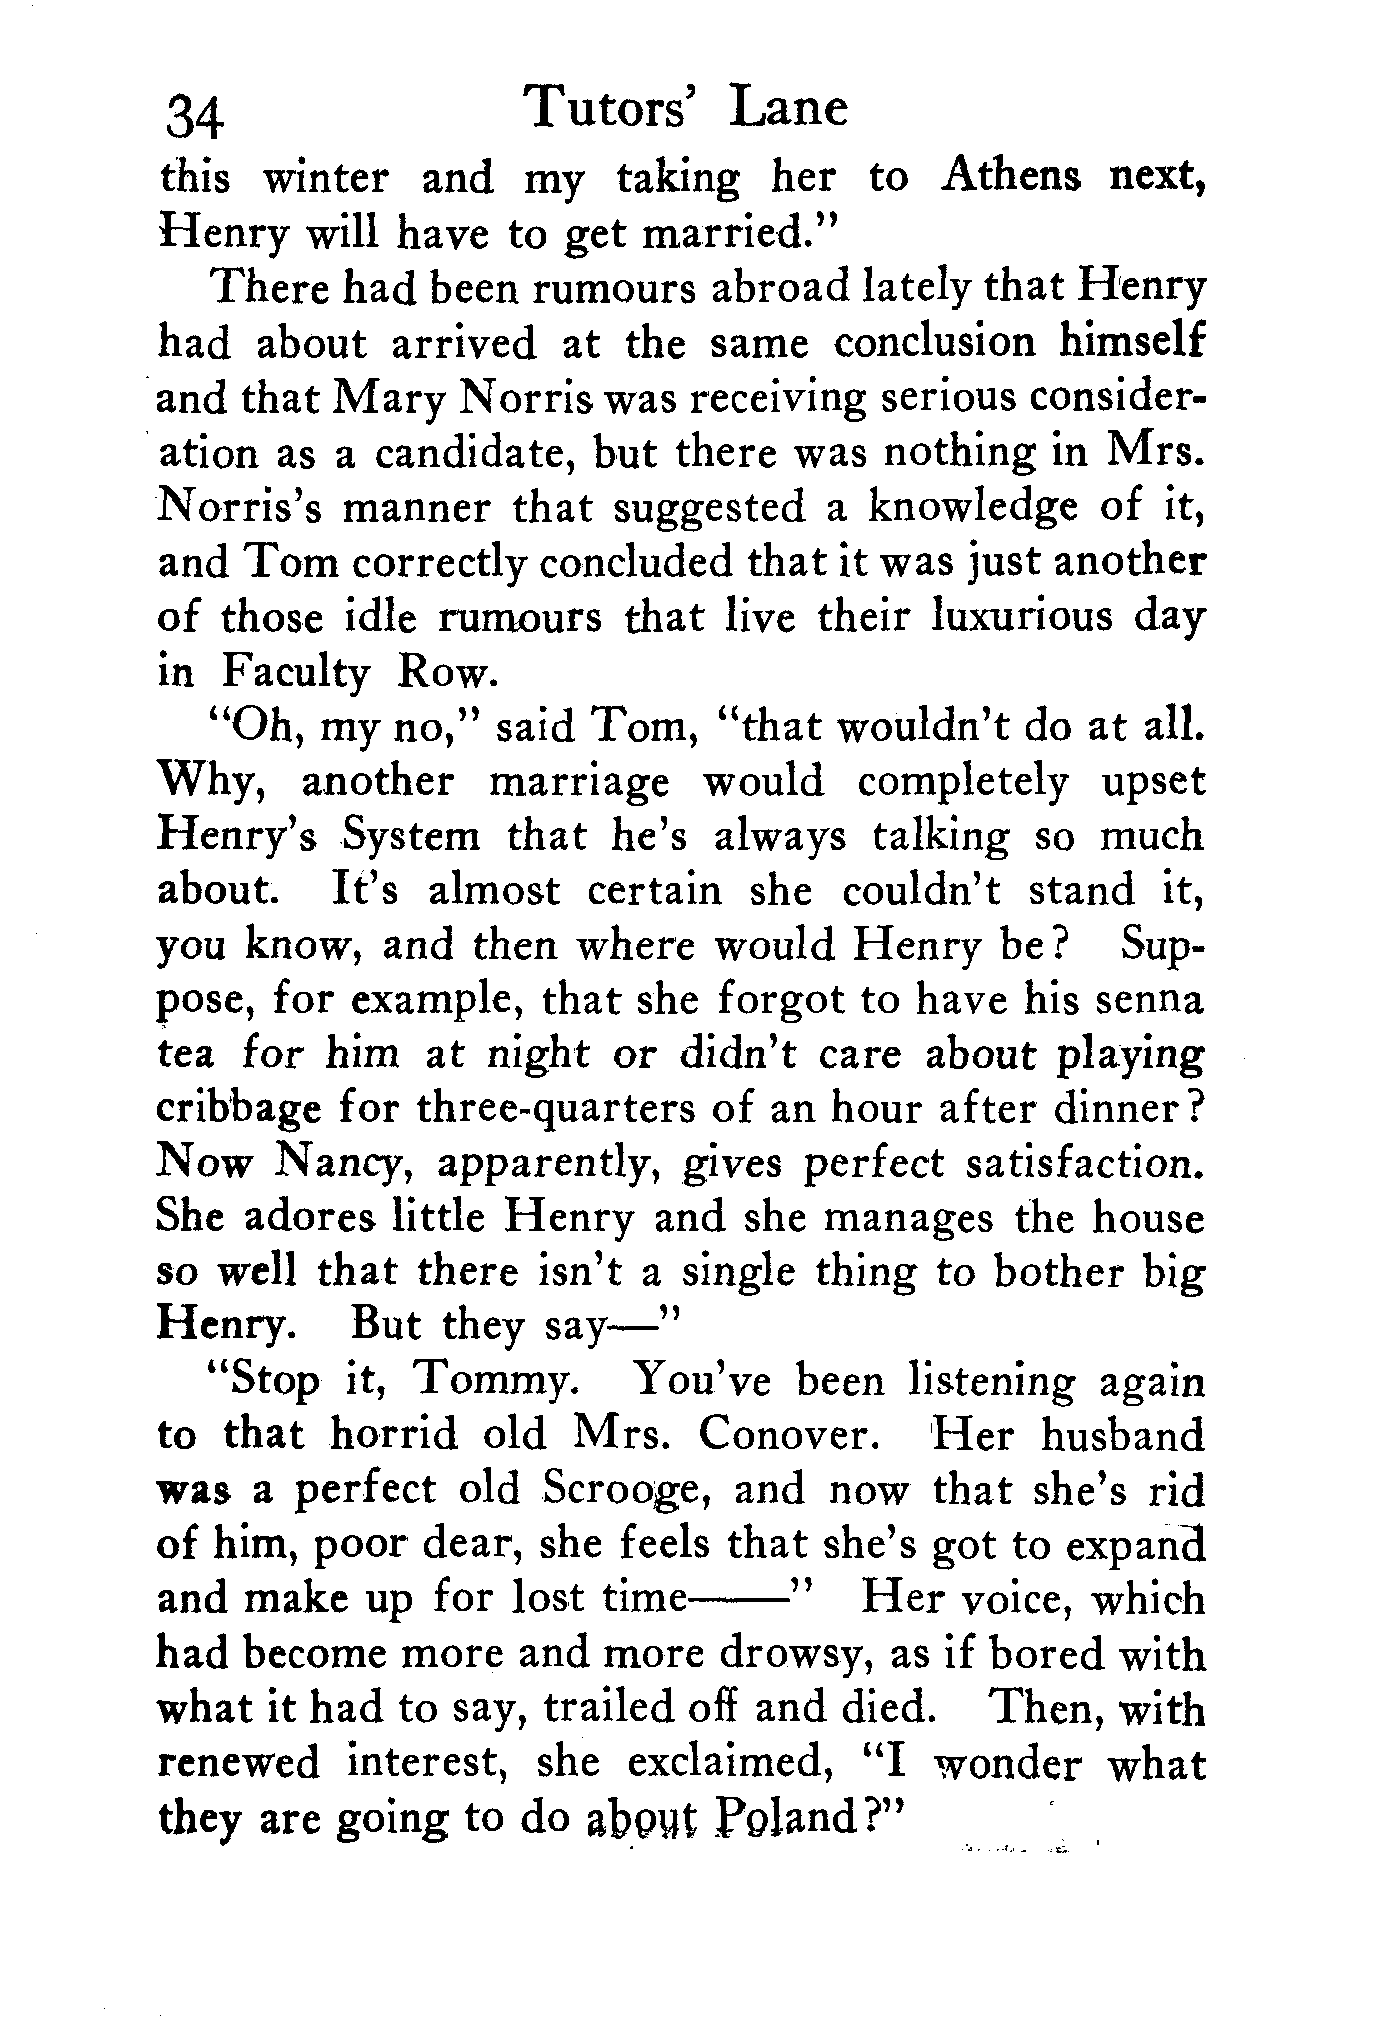 34 Tutors' Lane
this winter and my taking her to Athens next,
Henry will have to get married."
There had been rumours abroad lately that Henry
had about arrived at the same conclusion himself
and that Mary Norris was receiving serious consider-
ation as a candidate, but there was nothing in Mrs.
Norris's manner that suggested a knowledge of it,
and Tom correctly concluded that it was just another
of those idle rumours that live their luxurious day
in Faculty Row.
"Oh, my no," said Tom, "that wouldn't do at all.
Why, another marriage would completely upset
Henry's System that he's always talking so much
about. It's almost certain she couldn't stand it,
you know, and then where would Henry be? Sup-
pose, for example, that she forgot to have his senna
tea for him at night or didn't care about playing
cribbage for three-quarters of an hour after dinner?
Now Nancy, apparently, gives perfect satisfaction.
She adores little Henry and she manages the house
so well that there isn't a single thing to bother big
Henry. But they say—"
"Stop it, Tommy. You've been listening again
to that horrid old Mrs. Conover. Her husband
was a perfect old Scrooge, and now that she's rid
of him, poor dear, she feels that she's got to expand
and make up for lost time——" Her voice, which
had become more and more drowsy, as if bored with
what it had to say, trailed off and died. Then, with
renewed interest, she exclaimed, "I wonder what
they are going to do about Poland?"